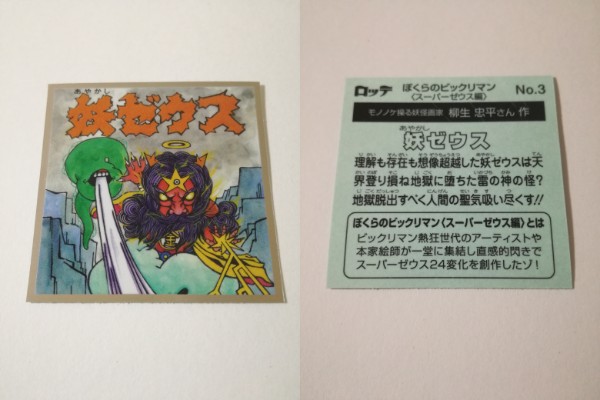 あやかし
妖ゼウス
ロッテ
ぼくらのビックリマン
〈スーパーゼウス編〉
No.3
モノノケ操る妖怪画家 柳生 忠平さん 作
あやかし
妖ゼウス
理解も存在も想像超越した妖ゼウスは天
界登り損ね地獄に堕ちた雷の神の怪?
地獄脱出すべく人間の聖気吸い尽くす!!
ぼくらのビックリマン〈スーパーゼウス編〉とは
ビックリマン熱狂世代のアーティストや
本家絵師が一堂に集結し直感的閃きで
スーパーゼウス24変化を創作したゾ!